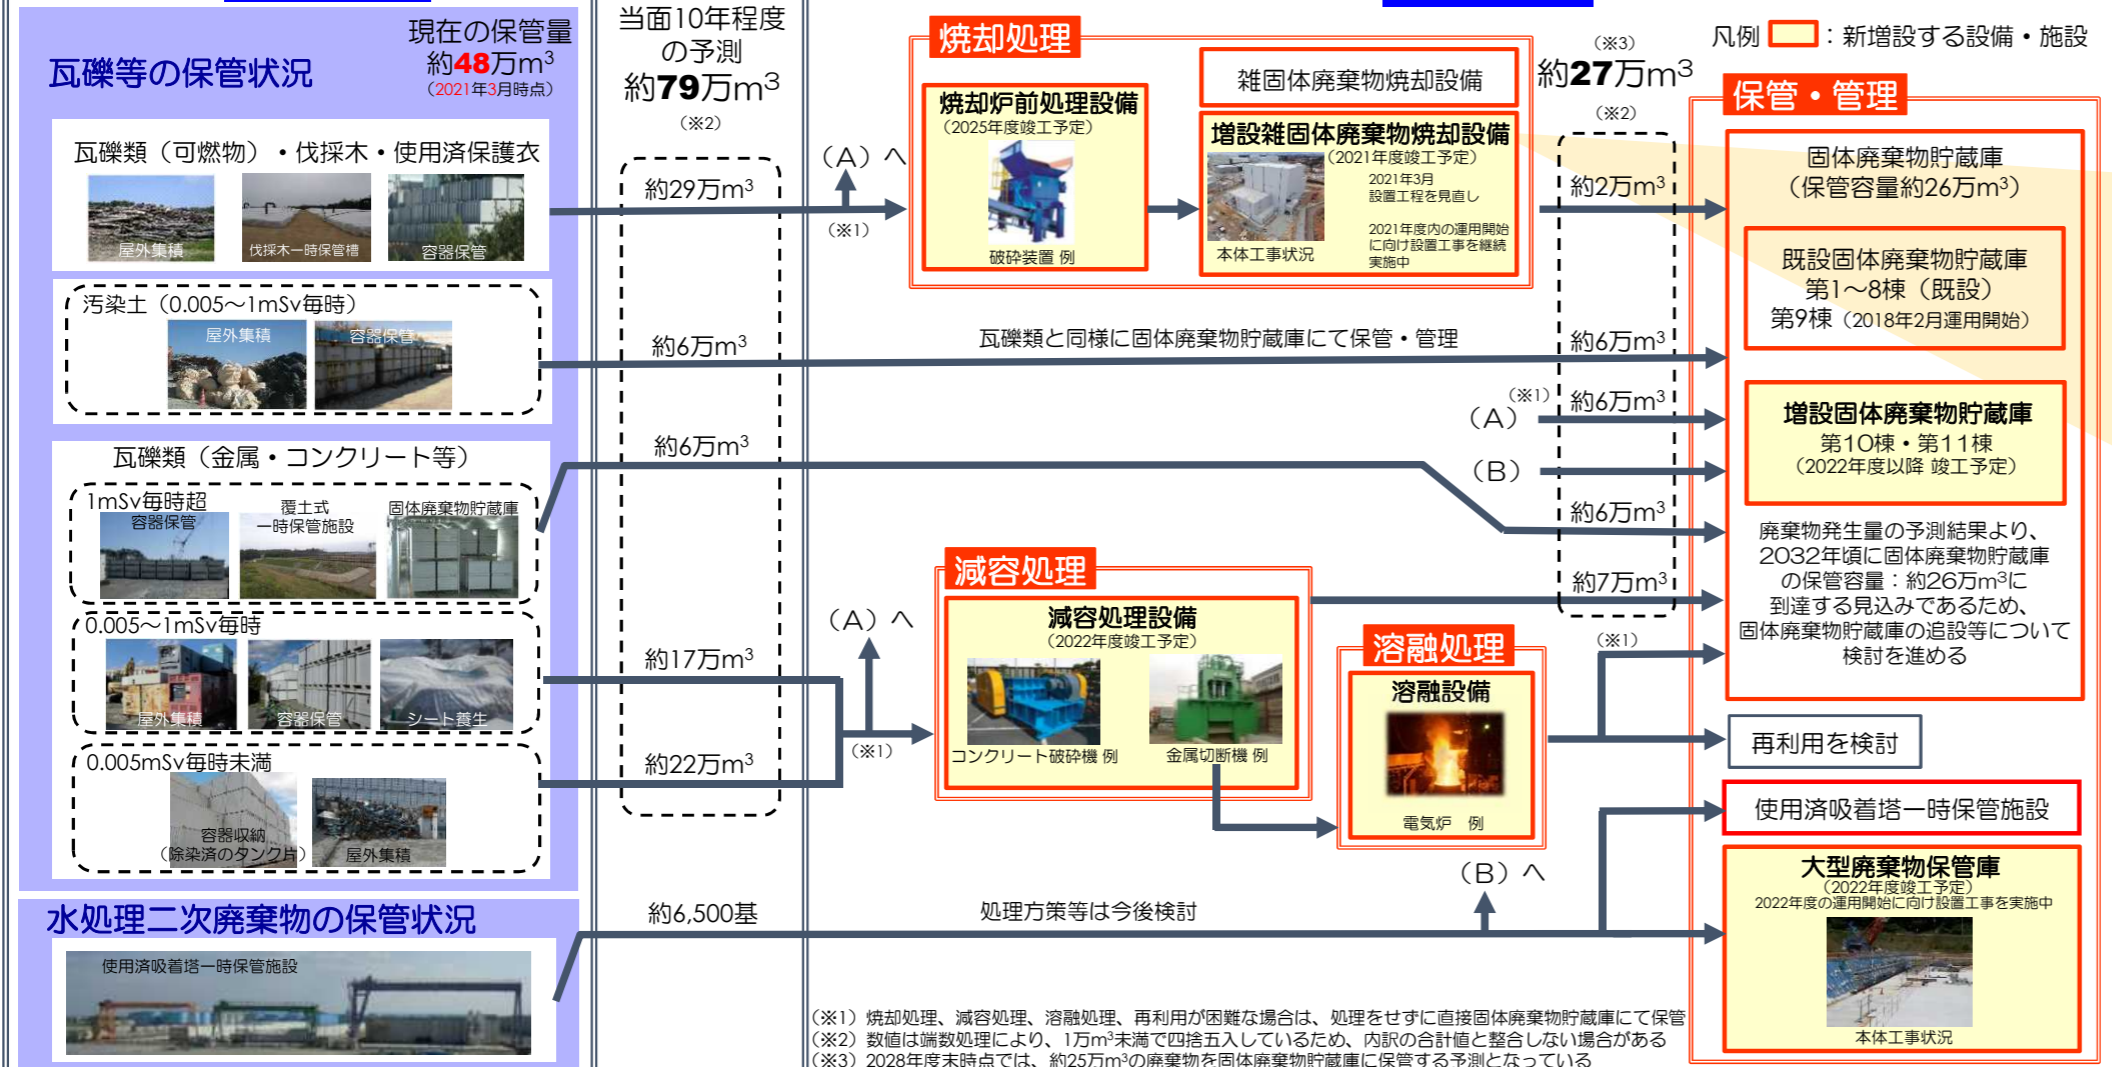 瓦礫等の保管状況
現在の保管量
約48万m³
（2021年3月時点）
瓦礫類（可燃物）・伐採木・使用済保護衣
屋外集積
伐採木一時保管槽
容器保管
汚染土（0.005～1mSv毎時）
屋外集積
容器保管
瓦礫類（金属・コンクリート等）
1mSv毎時超
容器保管
覆土式
一時保管施設
固体廃棄物貯蔵庫
0.005～1mSv毎時
屋外集積
容器保管
シート養生
0.005mSv毎時未満
容器収納
（除染済のタンク片）
屋外集積
水処理二次廃棄物の保管状況
使用済吸着塔一時保管施設
当面10年程度
の予測
約79万m³
（※2）
約29万m³
約6万m³
約6万m³
約17万m³
約22万m³
約6,500基
（A）へ
（※1）
焼却処理
焼却炉前処理設備
（2025年度竣工予定）
破砕装置 例
雑固体廃棄物焼却設備
増設雑固体廃棄物焼却設備
（2021年度竣工予定）
2021年3月
設置工程を見直し
2021年度内の運用開始
に向け設置工事を継続
実施中
本体工事状況
瓦礫類と同様に固体廃棄物貯蔵庫にて保管・管理
（A）へ
（※1）
減容処理
減容処理設備
（2022年度竣工予定）
コンクリート破砕機 例
金属切断機 例
溶融処理
溶融設備
電気炉 例
処理方策等は今後検討
（B）へ
（※3）
約27万m³
（※2）
約2万m³
約6万m³
（A）
（※1）
約6万m³
（B）
約6万m³
約7万m³
（※1）
凡例 ：新増設する設備・施設
保管・管理
固体廃棄物貯蔵庫
（保管容量約26万m³）
既設固体廃棄物貯蔵庫
第1～8棟（既設）
第9棟（2018年2月運用開始）
増設固体廃棄物貯蔵庫
第10棟・第11棟
（2022年度以降 竣工予定）
廃棄物発生量の予測結果より、
2032年頃に固体廃棄物貯蔵庫
の保管容量：約26万m³に
到達する見込みであるため、
固体廃棄物貯蔵庫の追設等について
検討を進める
再利用を検討
使用済吸着塔一時保管施設
大型廃棄物保管庫
（2022年度竣工予定）
2022年度の運用開始に向け設置工事を実施中
本体工事状況
（※1）焼却処理、減容処理、溶融処理、再利用が困難な場合は、処理をせずに直接固体廃棄物貯蔵庫にて保管
（※2）数値は端数処理により、1万m³未満で四捨五入しているため、内訳の合計値と整合しない場合がある
（※3）2028年度末時点では、約25万m³の廃棄物を固体廃棄物貯蔵庫に保管する予測となっている